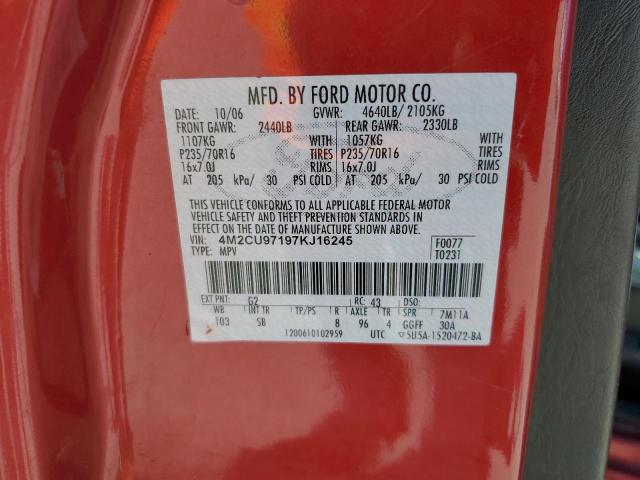 MFD. BY FORD MOTOR CO.
DATE: 10/06 GVWR: 4640LB/ 2105KG
FRONT GAWR: 2440LB REAR GAWR: 2330LB
1107KG WITH 1057KG WITH
P235/70R16 TIRES P235/70R16 TIRES
16x7.0J RIMS 16x7.0J RIMS
AT 205 kPa/ 30 PSI COLD AT 205 kPa/ 30 PSI COLD
THIS VEHICLE CONFORMS TO ALL APPLICABLE FEDERAL MOTOR
VEHICLE SAFETY AND THEFT PREVENTION STANDARDS IN
EFFECT ON THE DATE OF MANUFACTURE SHOWN ABOVE.
VIN: 4M2CU97197KJ16245 F0077
TYPE: MPV T0231
EXT PNT: G2 RC: 43 DSO:
WB INT TR TP/PS R AXLE TR SPR 7M11A
103 SB 8 96 4 GGFF 30A
1200610102959 UTC ▽5U5A-1520472-BA